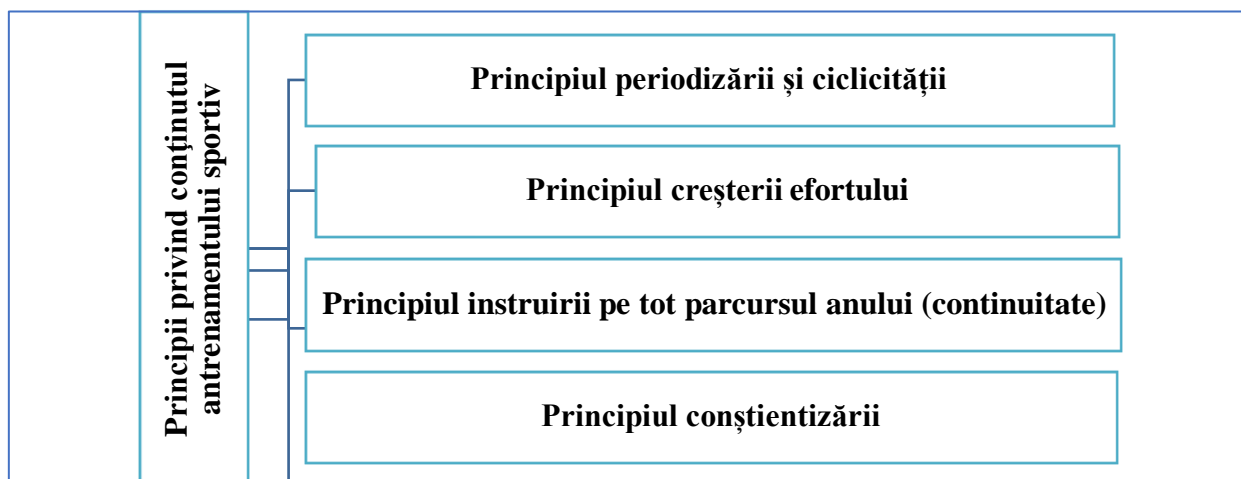 Principii privind conţinutul
antrenamentului sportiv
Principiul periodizării și ciclicității
Principiul creșterii efortului
Principiul instruirii pe tot parcursul anului (continuitate)
Principiul conștientizării